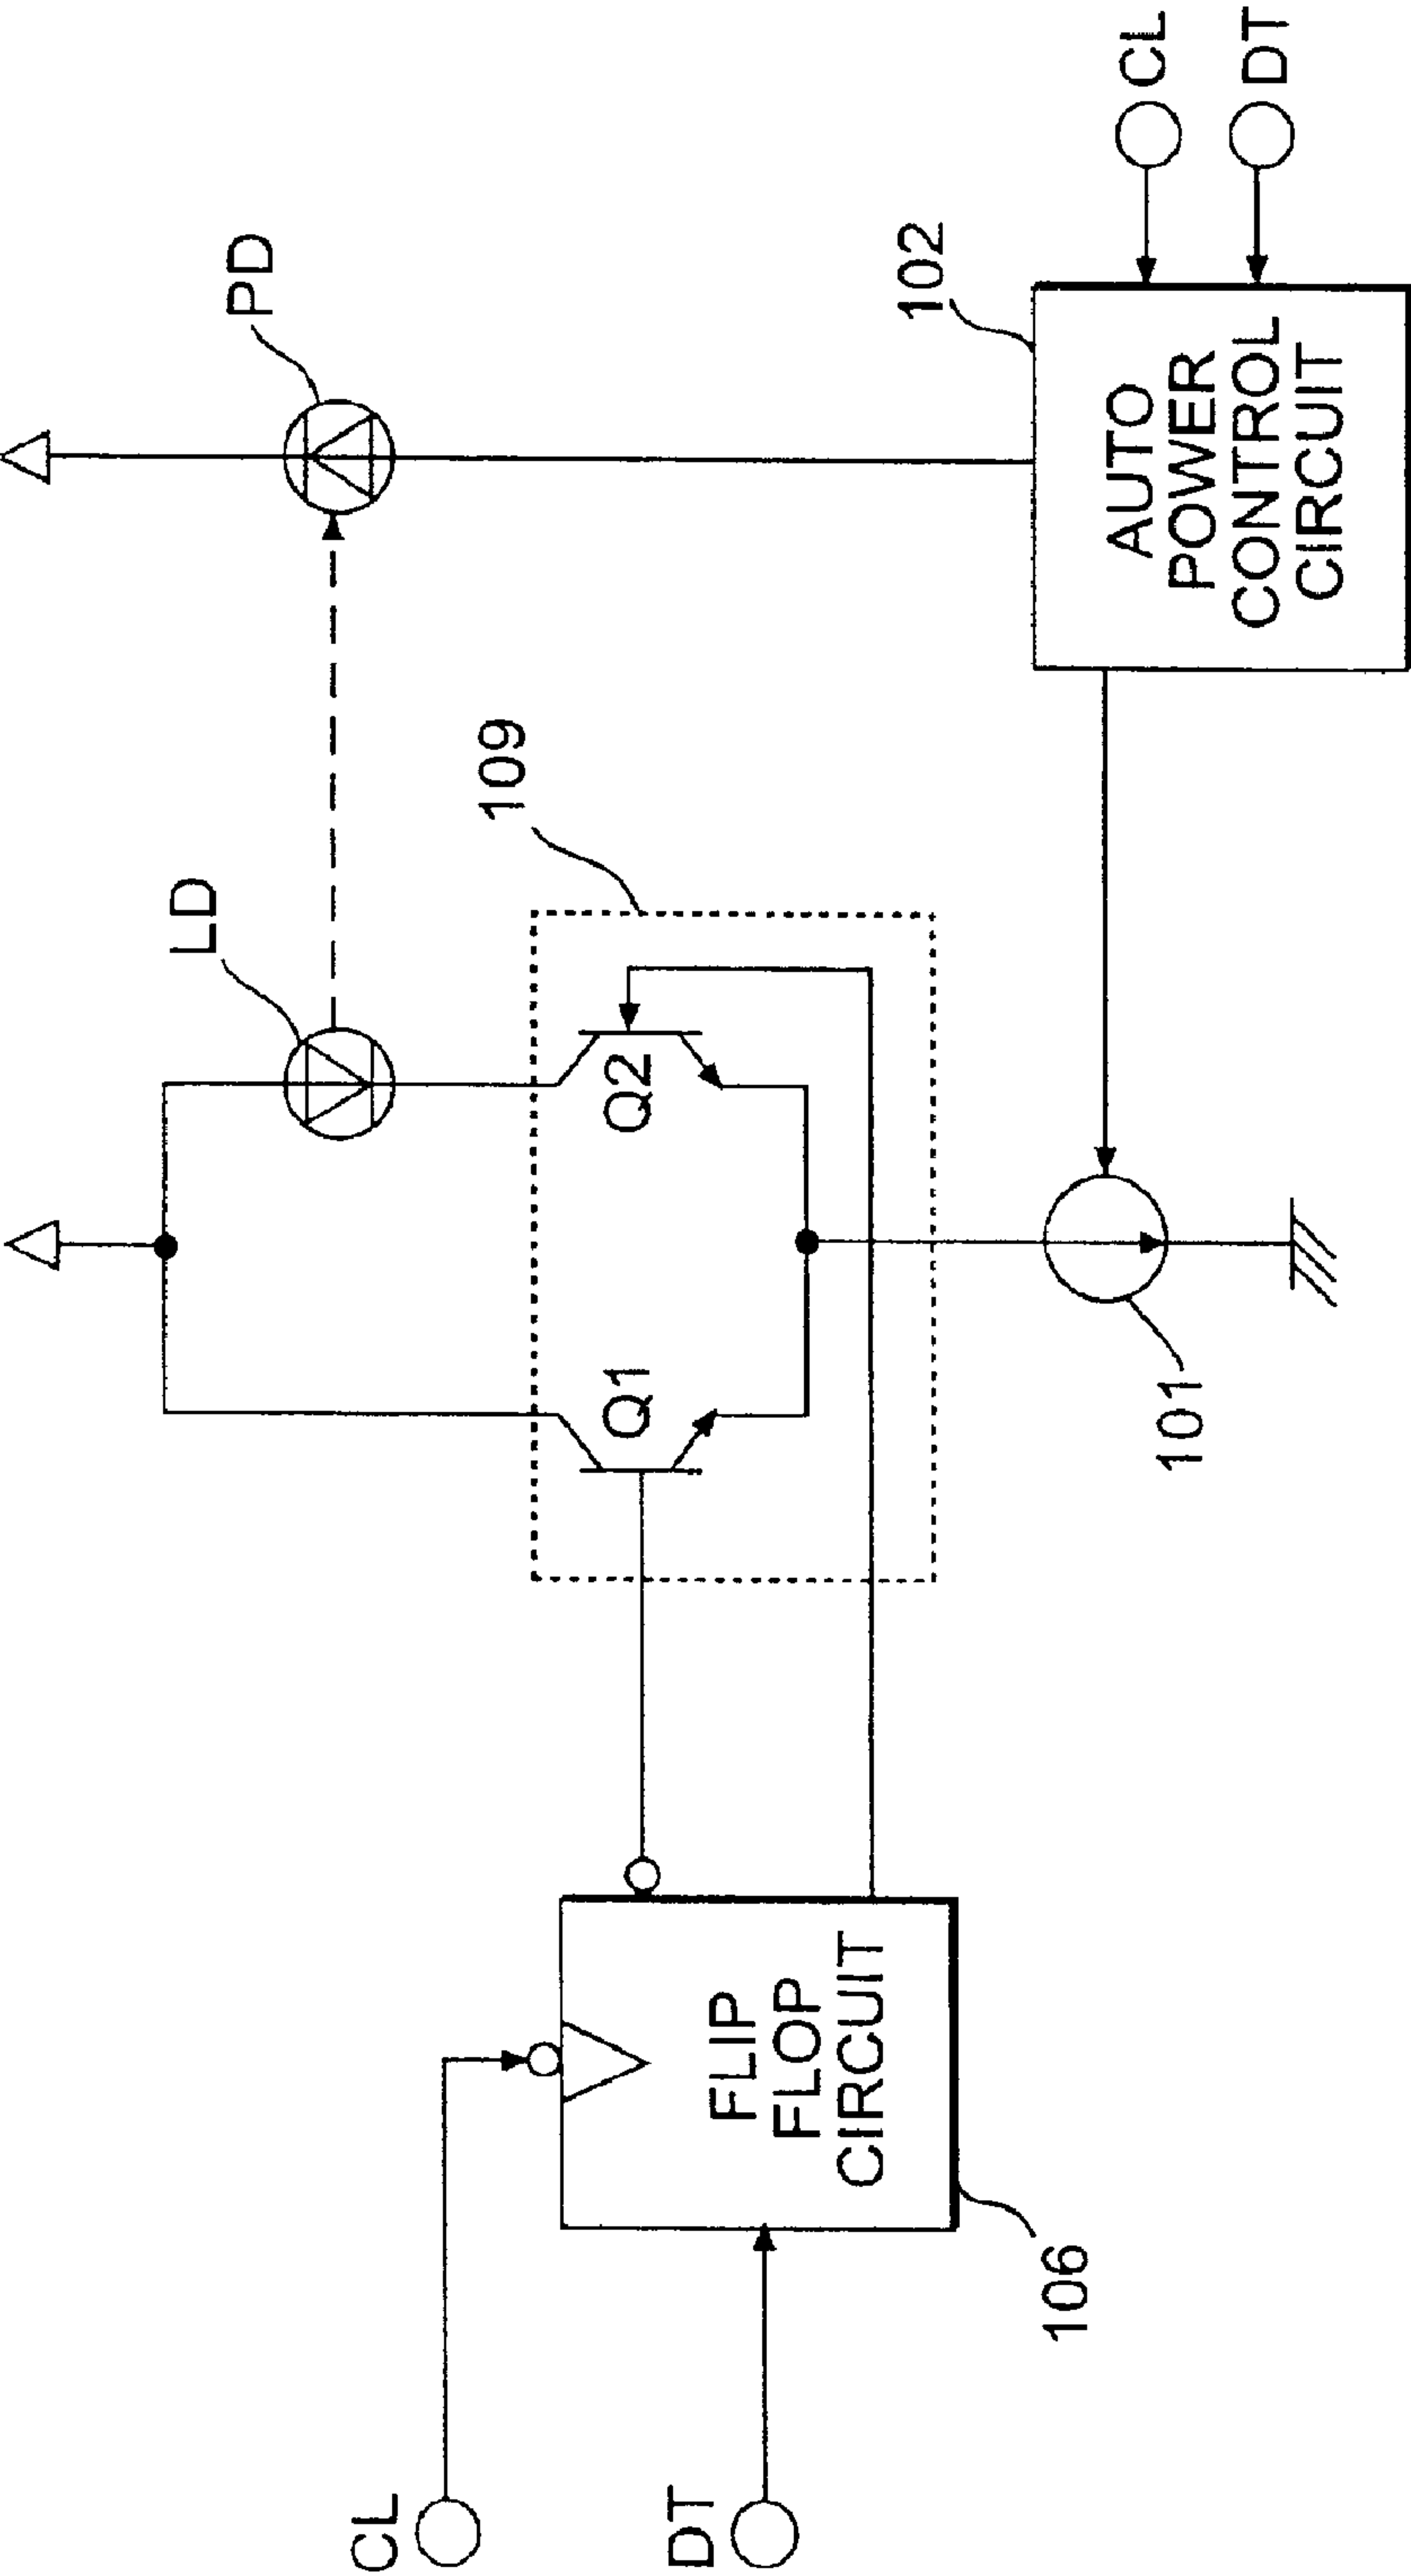 CL
DT
FLIP
FLOP
CIRCUIT
106
Q1
Q2
109
LD
PD
101
102
AUTO
POWER
CONTROL
CIRCUIT
CL
DT